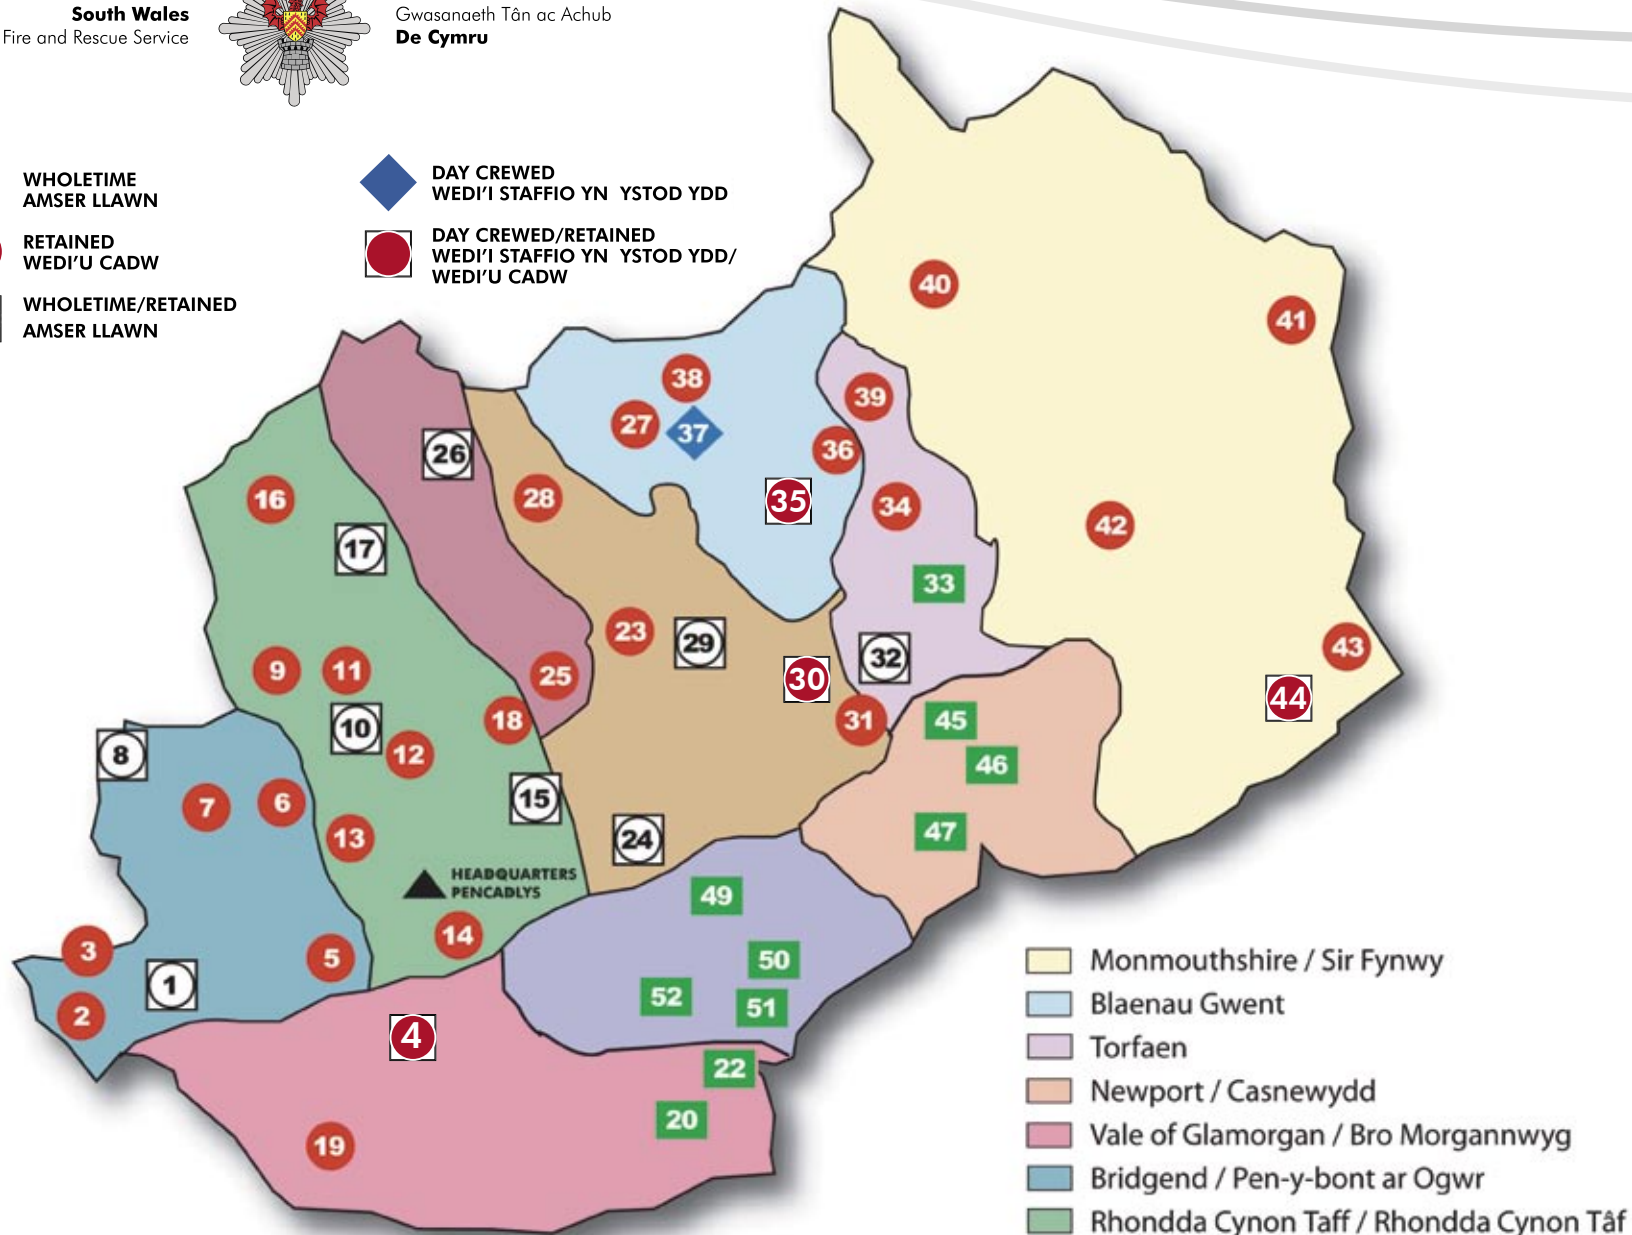 South Wales
Fire and Rescue Service
Gwasanaeth Tân ac Achub
De Cymru
WHOLETIME
AMSER LLAWN
RETAINED
WEDI'U CADW
WHOLETIME/RETAINED
AMSER LLAWN
DAY CREWED
WEDI'I STAFFIO YN YSTOD YDD
DAY CREWED/RETAINED
WEDI'I STAFFIO YN YSTOD YDD/
WEDI'U CADW
40
41
38
39
27
37
36
26
28
35
34
16
42
17
33
23
29
32
43
9
11
25
30
44
18
31
45
10
8
12
46
15
7
6
13
24
47
HEADQUARTERS
PENCADLYS
49
14
3
5
50
1
52
51
2
4
22
20
19
Monmouthshire / Sir Fynwy
Blaenau Gwent
Torfaen
Newport / Casnewydd
Vale of Glamorgan / Bro Morgannwyg
Bridgend / Pen-y-bont ar Ogwr
Rhondda Cynon Taff / Rhondda Cynon Tâf